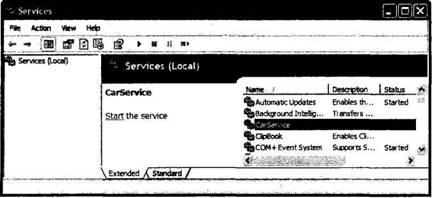 Services
File Action View Help
Services (Local)
Services (Local)
CarService
Start the service
Name / Description Status
Automatic Updates Enables th... Started
Background Intellig... Transfers ...
CarService
ClipBook Enables Cli...
COM+ Event System Supports S... Started
Extended Standard